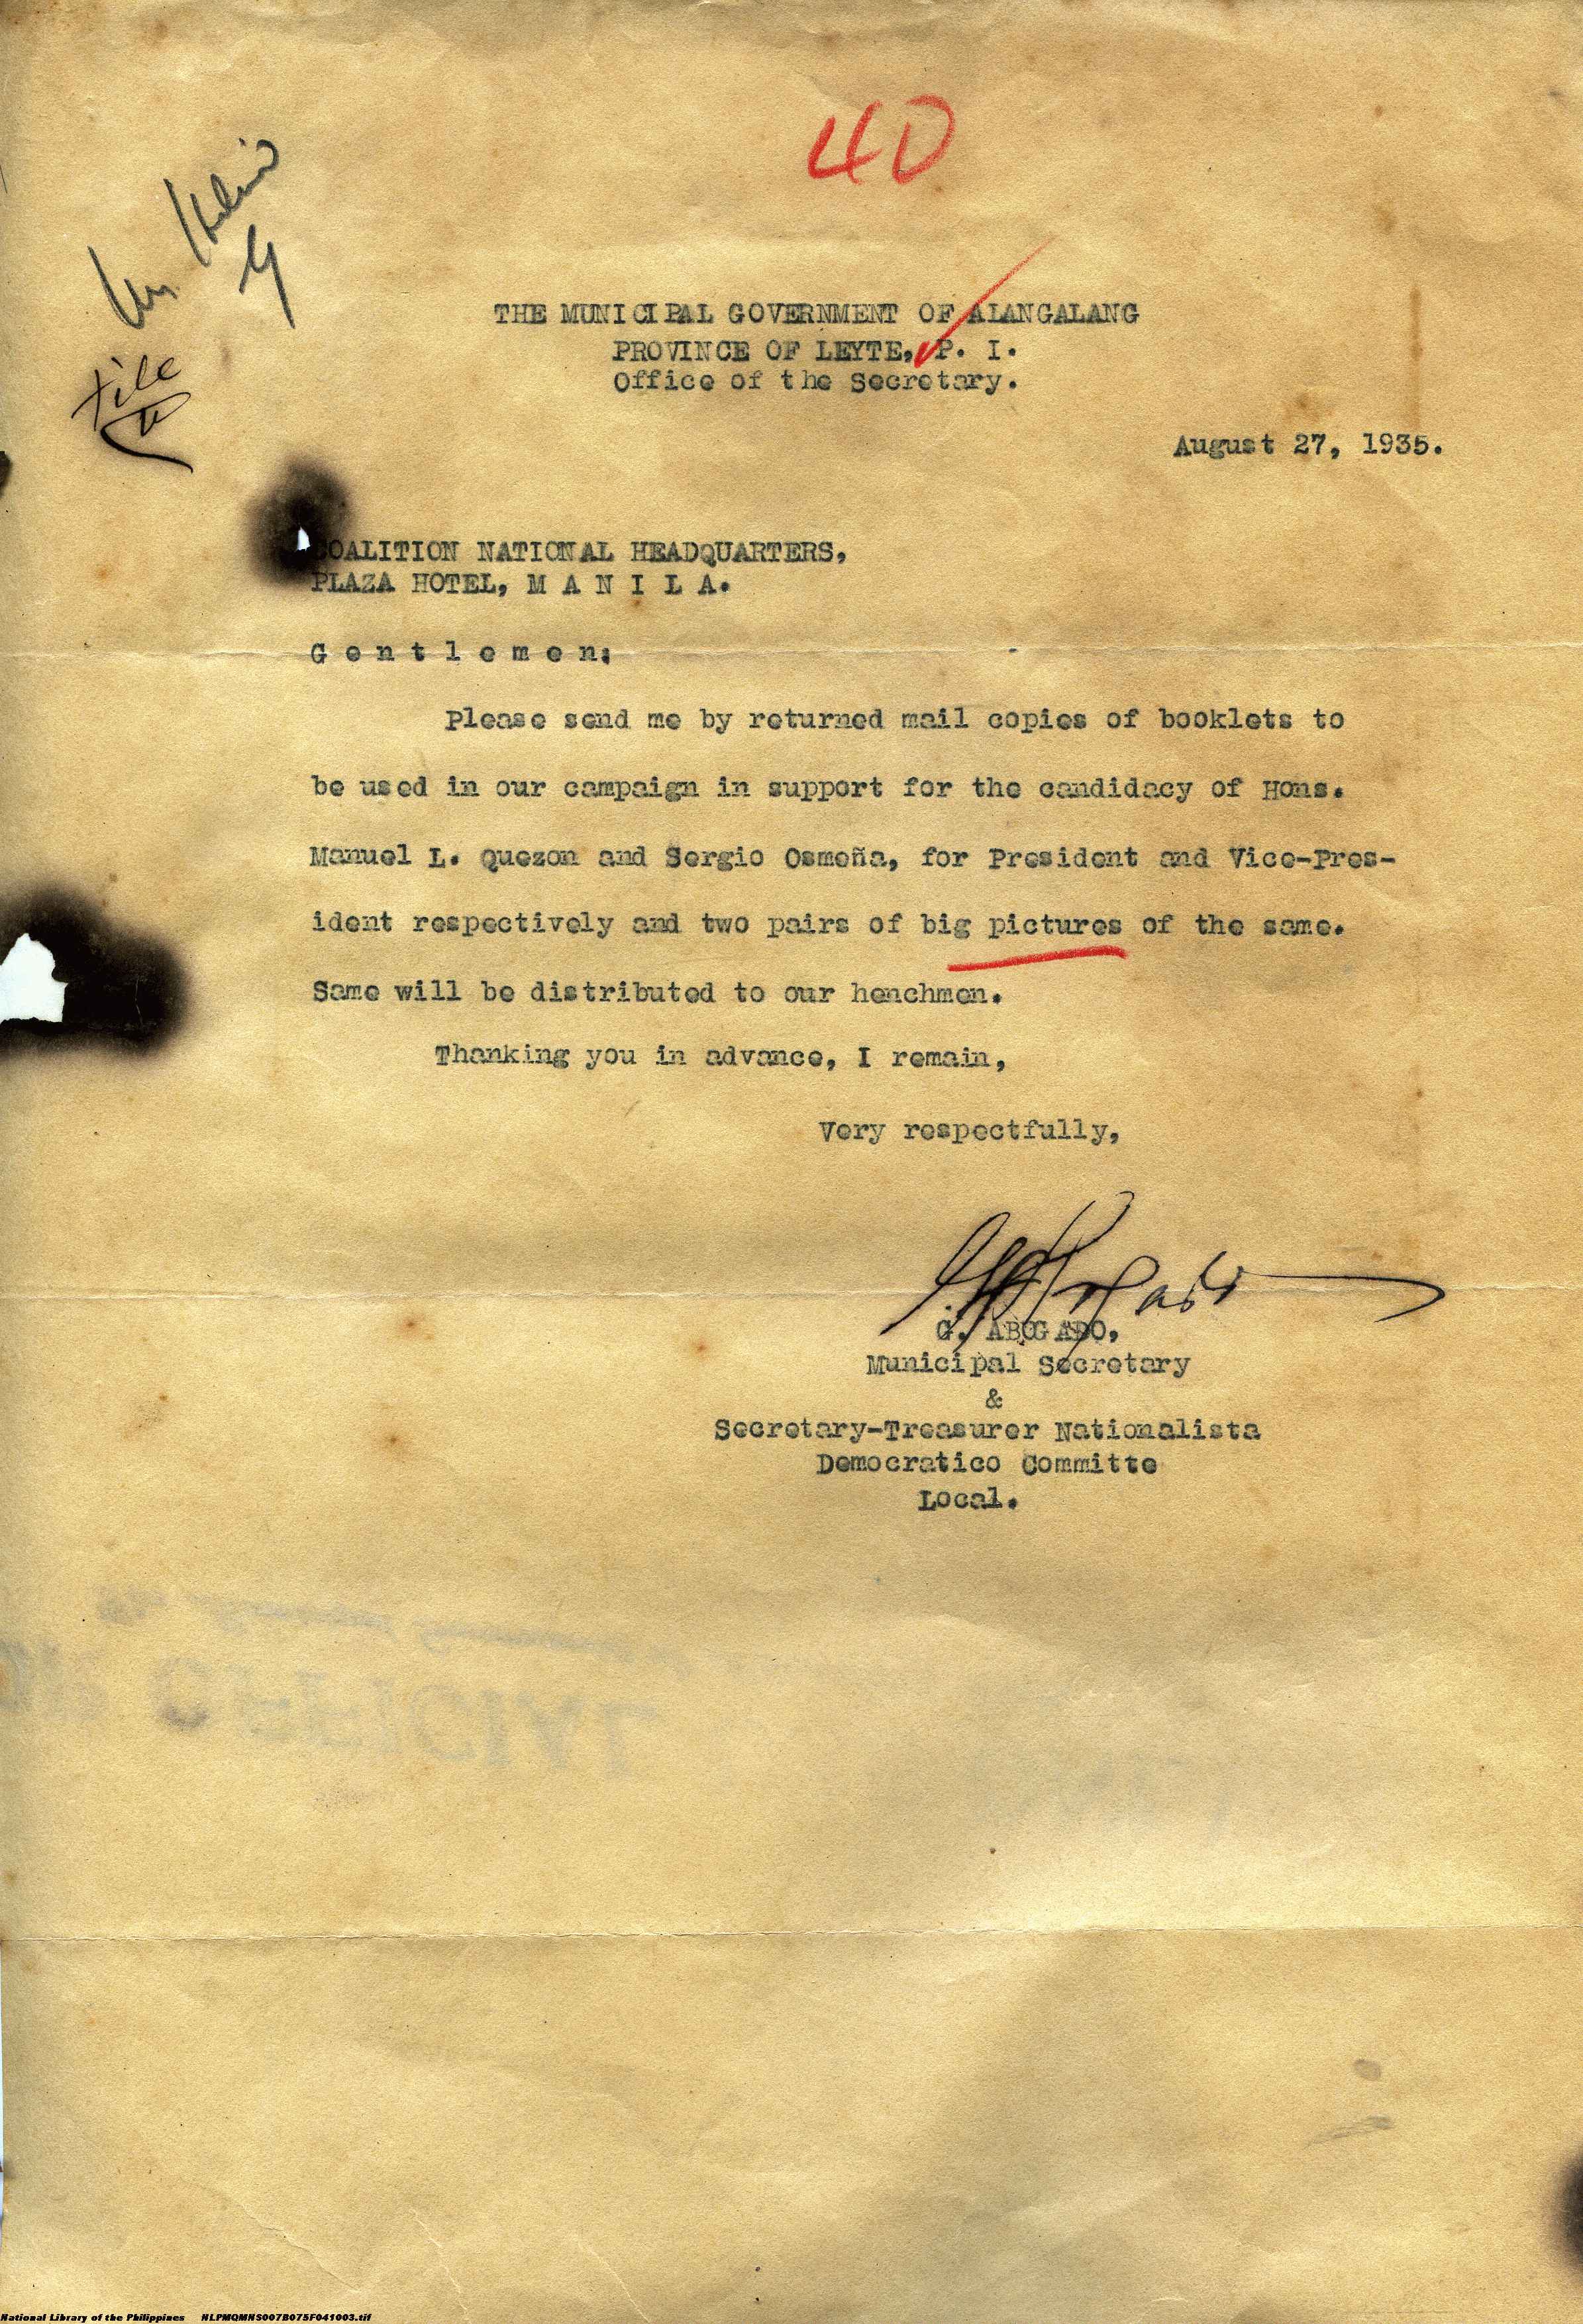 40
file
THE MUNICIPAL GOVERNMENT OF ALANGALANG
PROVINCE OF LEYTE, P. I.
Office of the Secretary.
August 27, 1935.
COALITION NATIONAL HEADQUARTERS,
PLAZA HOTEL, M A N I L A.
G e n t l e m e n:
Please send me by returned mail copies of booklets to
be used in our campaign in support for the candidacy of Hons.
Manuel L. Quezon and Sergio Osmeña, for President and Vice-Pres-
ident respectively and two pairs of big pictures of the same.
Same will be distributed to our henchmen.
Thanking you in advance, I remain,
Very respectfully,
G. ABOGADO,
Municipal Secretary
&
Secretary-Treasurer Nationalista
Democratico Committe
Local.
OFFICIAL
National Library of the Philippines NLPMQMNS007B075F041003.tif